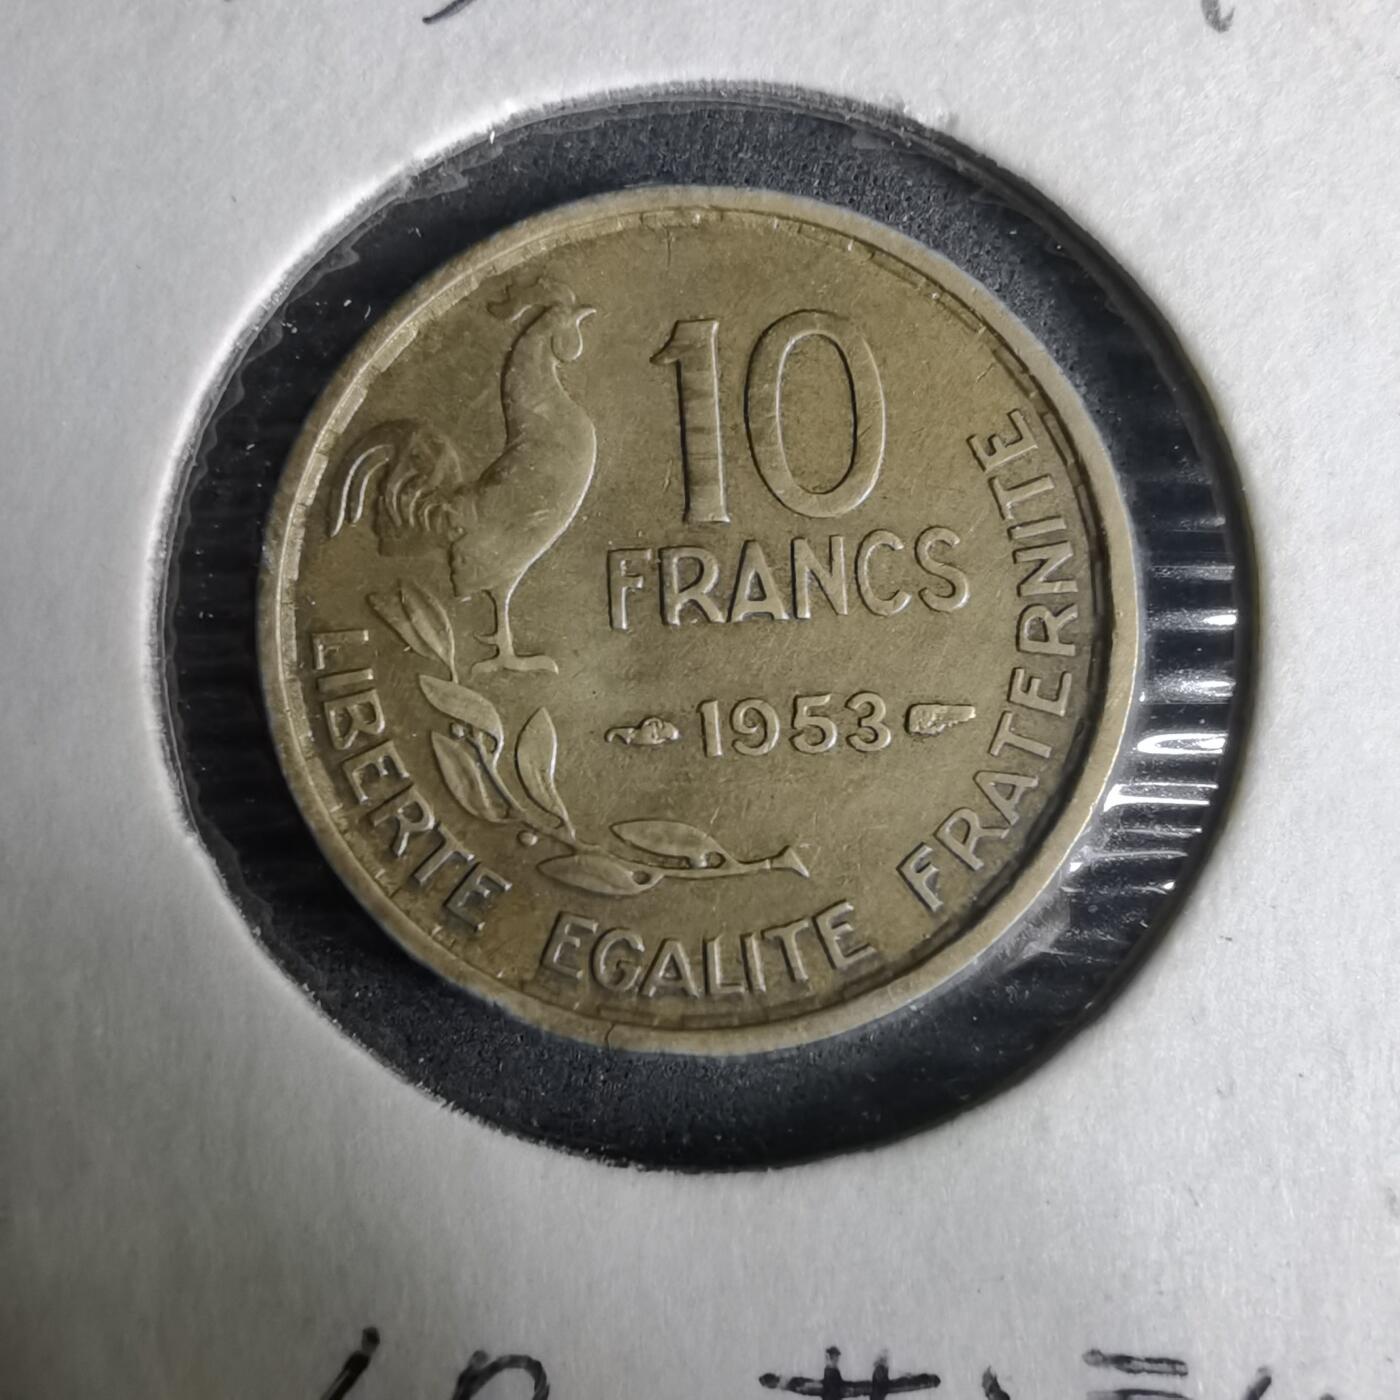 10
FRANCS
1953
LIBERTE EGALITE FRATERNITE